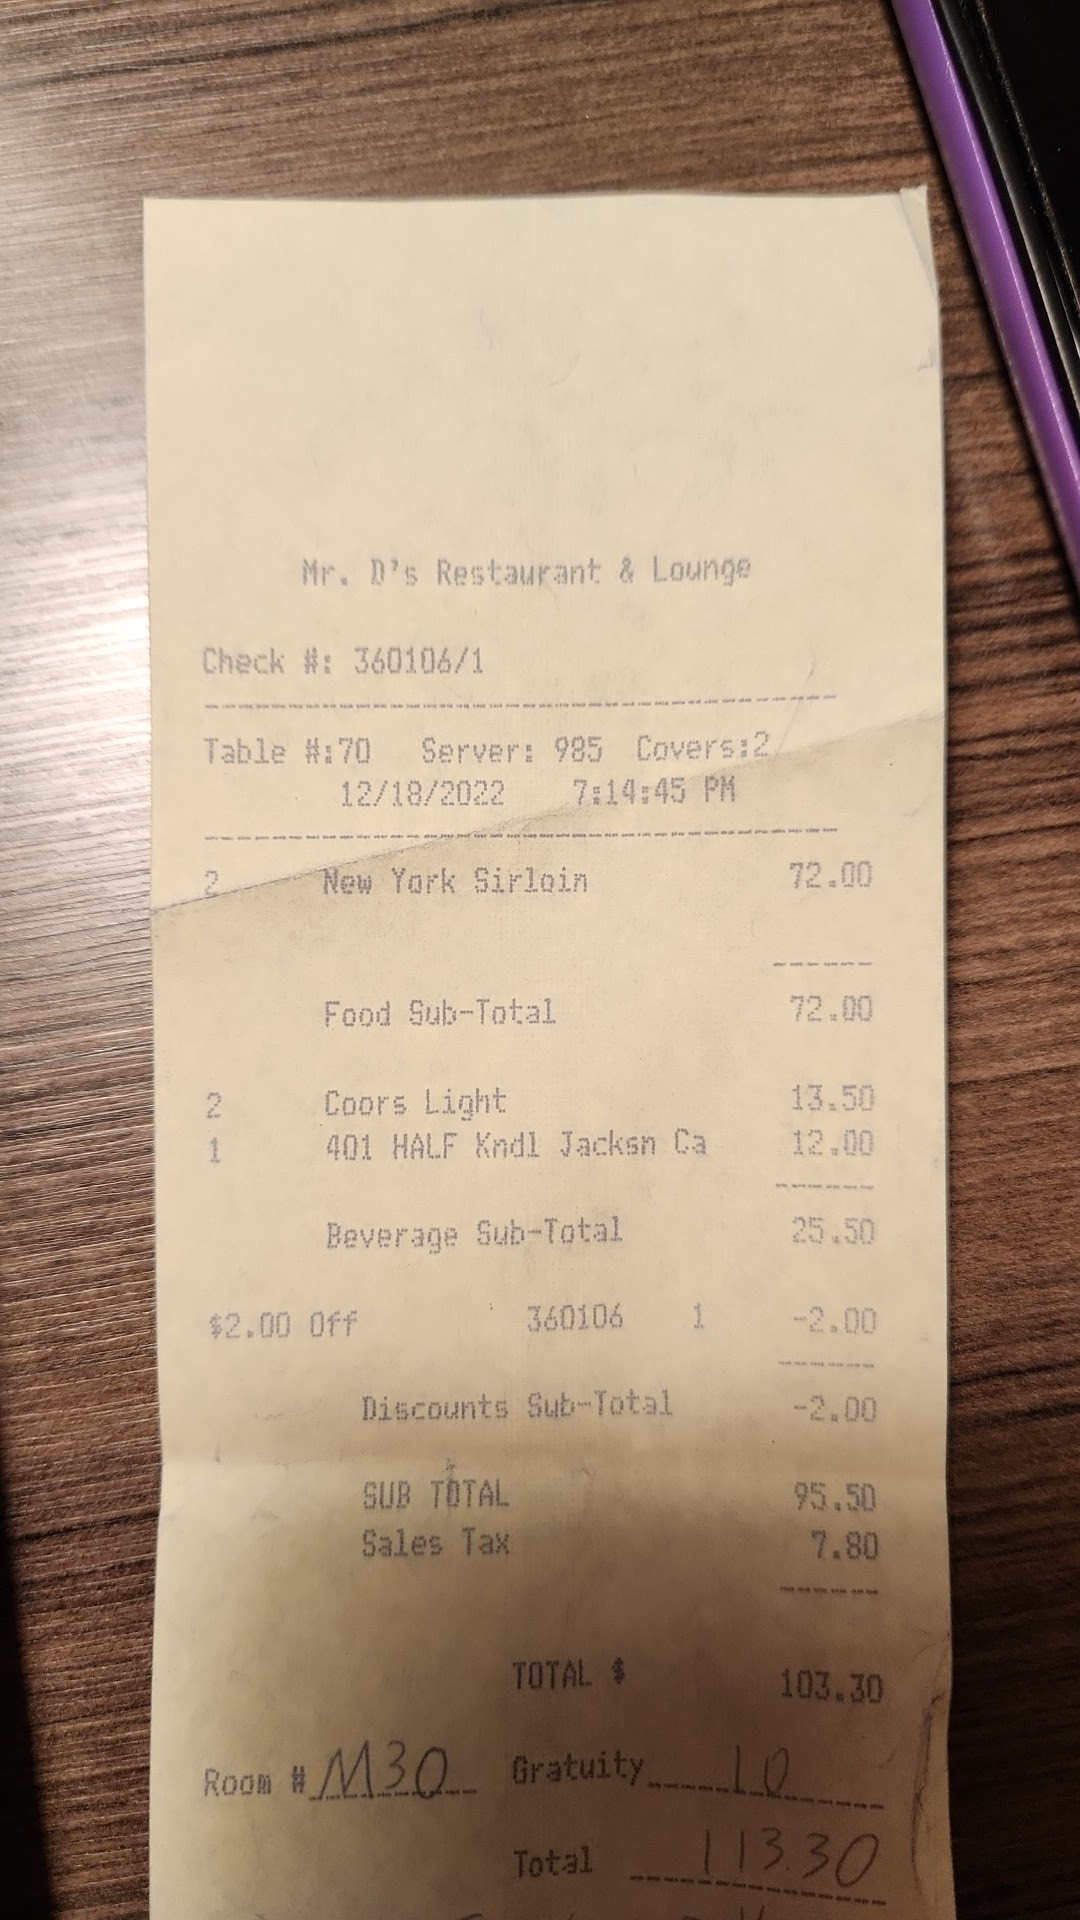 Mr. D's Restaurant & Lounge
Check #: 360106/1
Table #:70 Server: 985 Covers:2
12/18/2022 7:14:45 PM
2 New York Sirloin 72.00
Food Sub-Total 72.00
2 Coors Light 13.50
1 401 HALF Kndl Jacksn Ca 12.00
Beverage Sub-Total 25.50
$2.00 Off 360106 1 -2.00
Discounts Sub-Total -2.00
SUB TOTAL 95.50
Sales Tax 7.80
TOTAL $ 103.30
Room # M30 Gratuity 10
Total 113.30